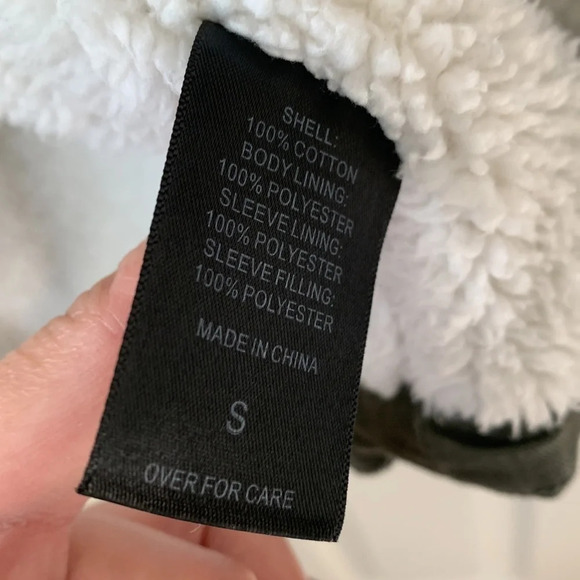 SHELL:
100% COTTON
BODY LINING:
100% POLYESTER
SLEEVE LINING:
100% POLYESTER
SLEEVE FILLING:
100% POLYESTER
MADE IN CHINA
S
OVER FOR CARE